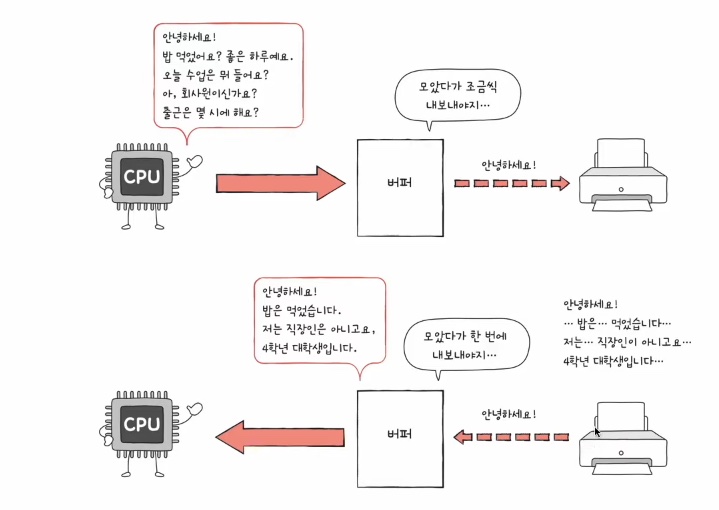 안녕하세요!
밥 먹었어요? 좋은 하루예요.
오늘 수업은 뭐 들어요?
아, 회사원이신가요?
출근은 몇 시에 해요?
모았다가 조금씩
내보내야지…
CPU
버퍼
안녕하세요!
안녕하세요!
밥은 먹었습니다.
저는 직장인은 아니고요,
4학년 대학생입니다.
모았다가 한 번에
내보내야지…
안녕하세요!
… 밥은… 먹었습니다…
저는… 직장인이 아니고요…
4학년 대학생입니다…
CPU
버퍼
안녕하세요!